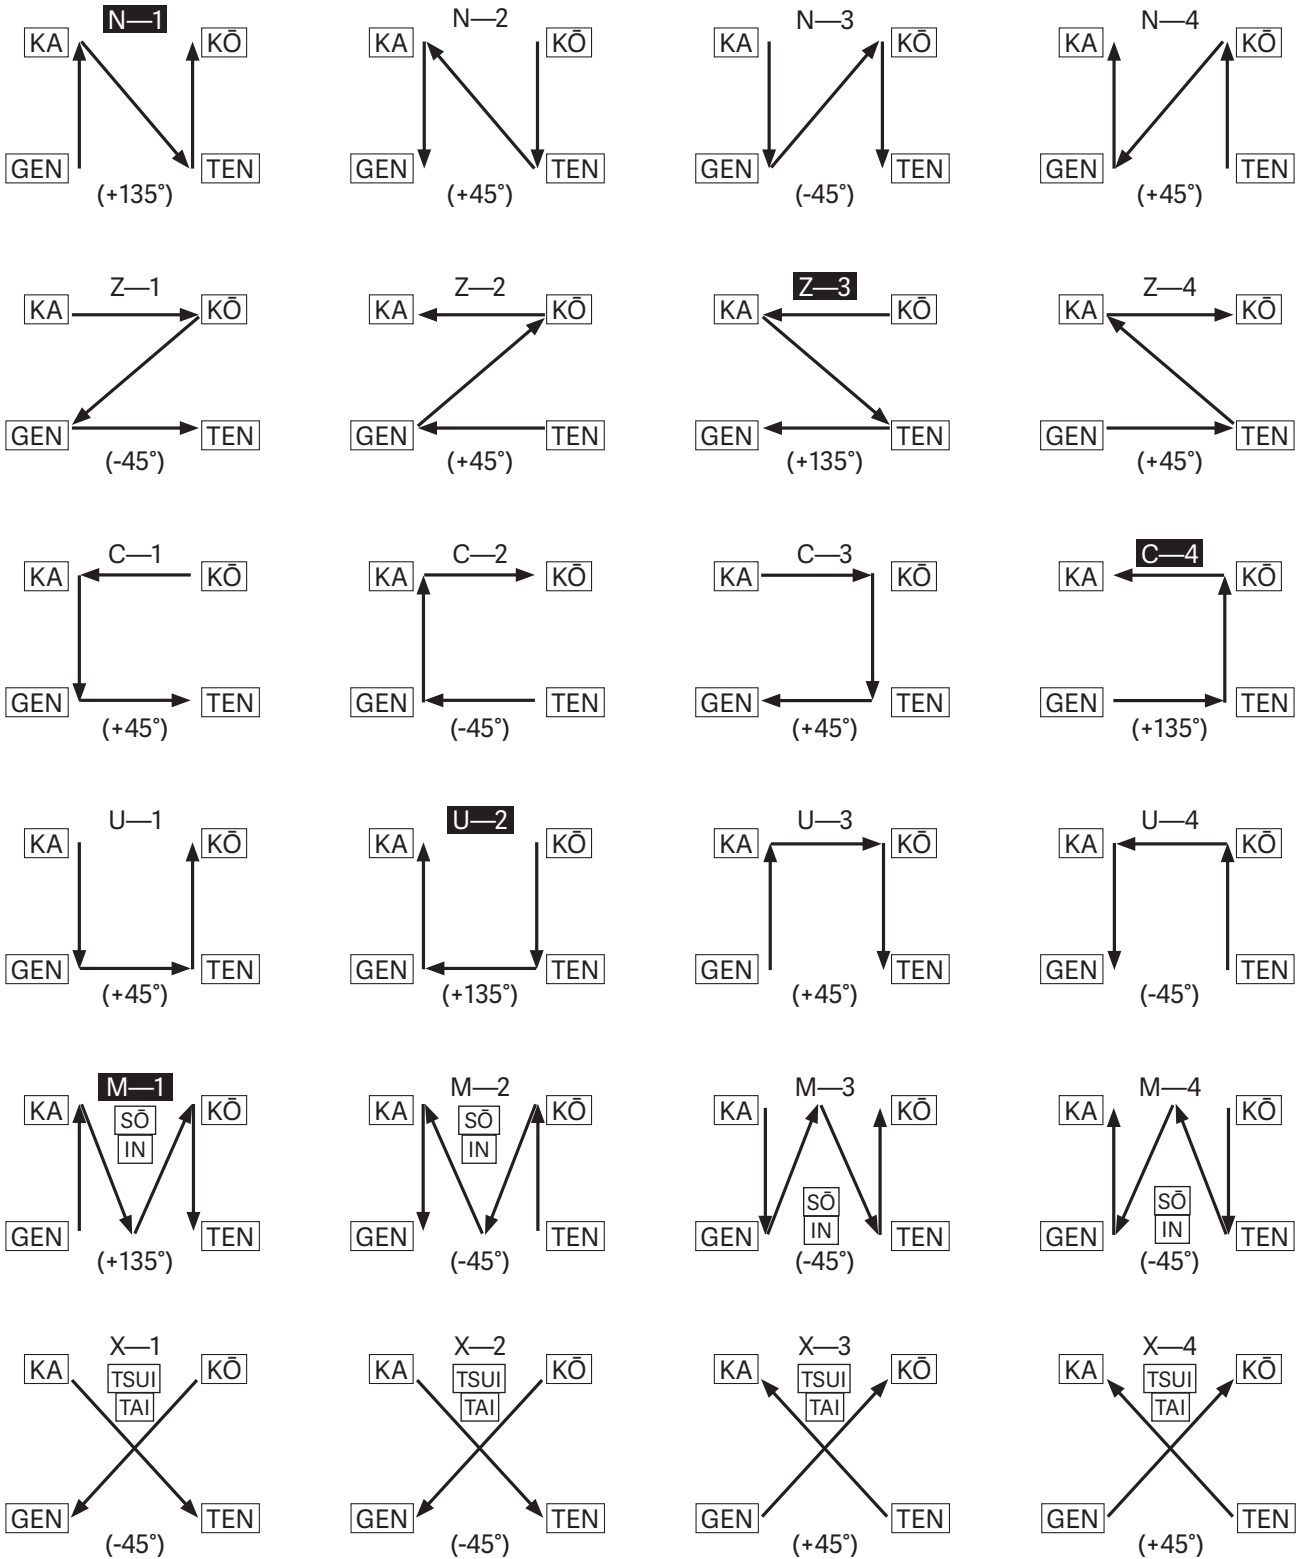 N—1 N—2 N—3 N—4
KA KŌ KA KŌ KA KŌ KA KŌ
GEN TEN GEN TEN GEN TEN GEN TEN
(+135°) (+45°) (-45°) (+45°)
Z—1 Z—2 Z—3 Z—4
KA KŌ KA KŌ KA KŌ KA KŌ
GEN TEN GEN TEN GEN TEN GEN TEN
(-45°) (+45°) (+135°) (+45°)
C—1 C—2 C—3 C—4
KA KŌ KA KŌ KA KŌ KA KŌ
GEN TEN GEN TEN GEN TEN GEN TEN
(+45°) (-45°) (+45°) (+135°)
U—1 U—2 U—3 U—4
KA KŌ KA KŌ KA KŌ KA KŌ
GEN TEN GEN TEN GEN TEN GEN TEN
(+45°) (+135°) (+45°) (-45°)
M—1 M—2 M—3 M—4
KA SŌ KŌ KA SŌ KŌ KA KŌ KA KŌ
IN IN
SŌ SŌ
GEN TEN GEN TEN GEN IN TEN GEN IN TEN
(+135°) (-45°) (-45°) (-45°)
X—1 X—2 X—3 X—4
KA TSUI KŌ KA TSUI KŌ KA TSUI KŌ KA TSUI KŌ
TAI TAI TAI TAI
GEN TEN GEN TEN GEN TEN GEN TEN
(-45°) (-45°) (+45°) (+45°)